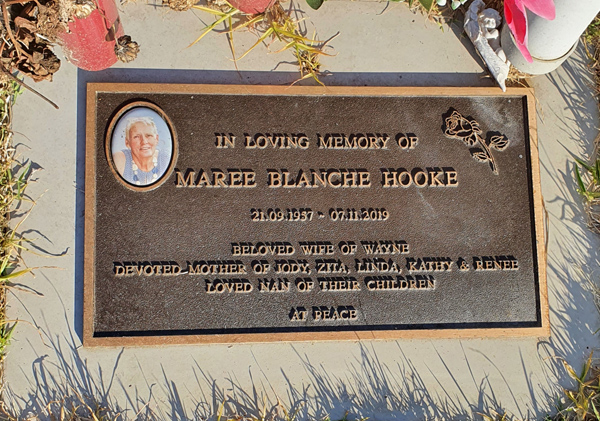 IN LOVING MEMORY OF
MAREE BLANCHE HOOKE
21.09.1957 - 07.11.2019
BELOVED WIFE OF WAYNE
DEVOTED MOTHER OF JODY, ZITA, LINDA, KATHY & RENEE
LOVED NAN OF THEIR CHILDREN
AT PEACE